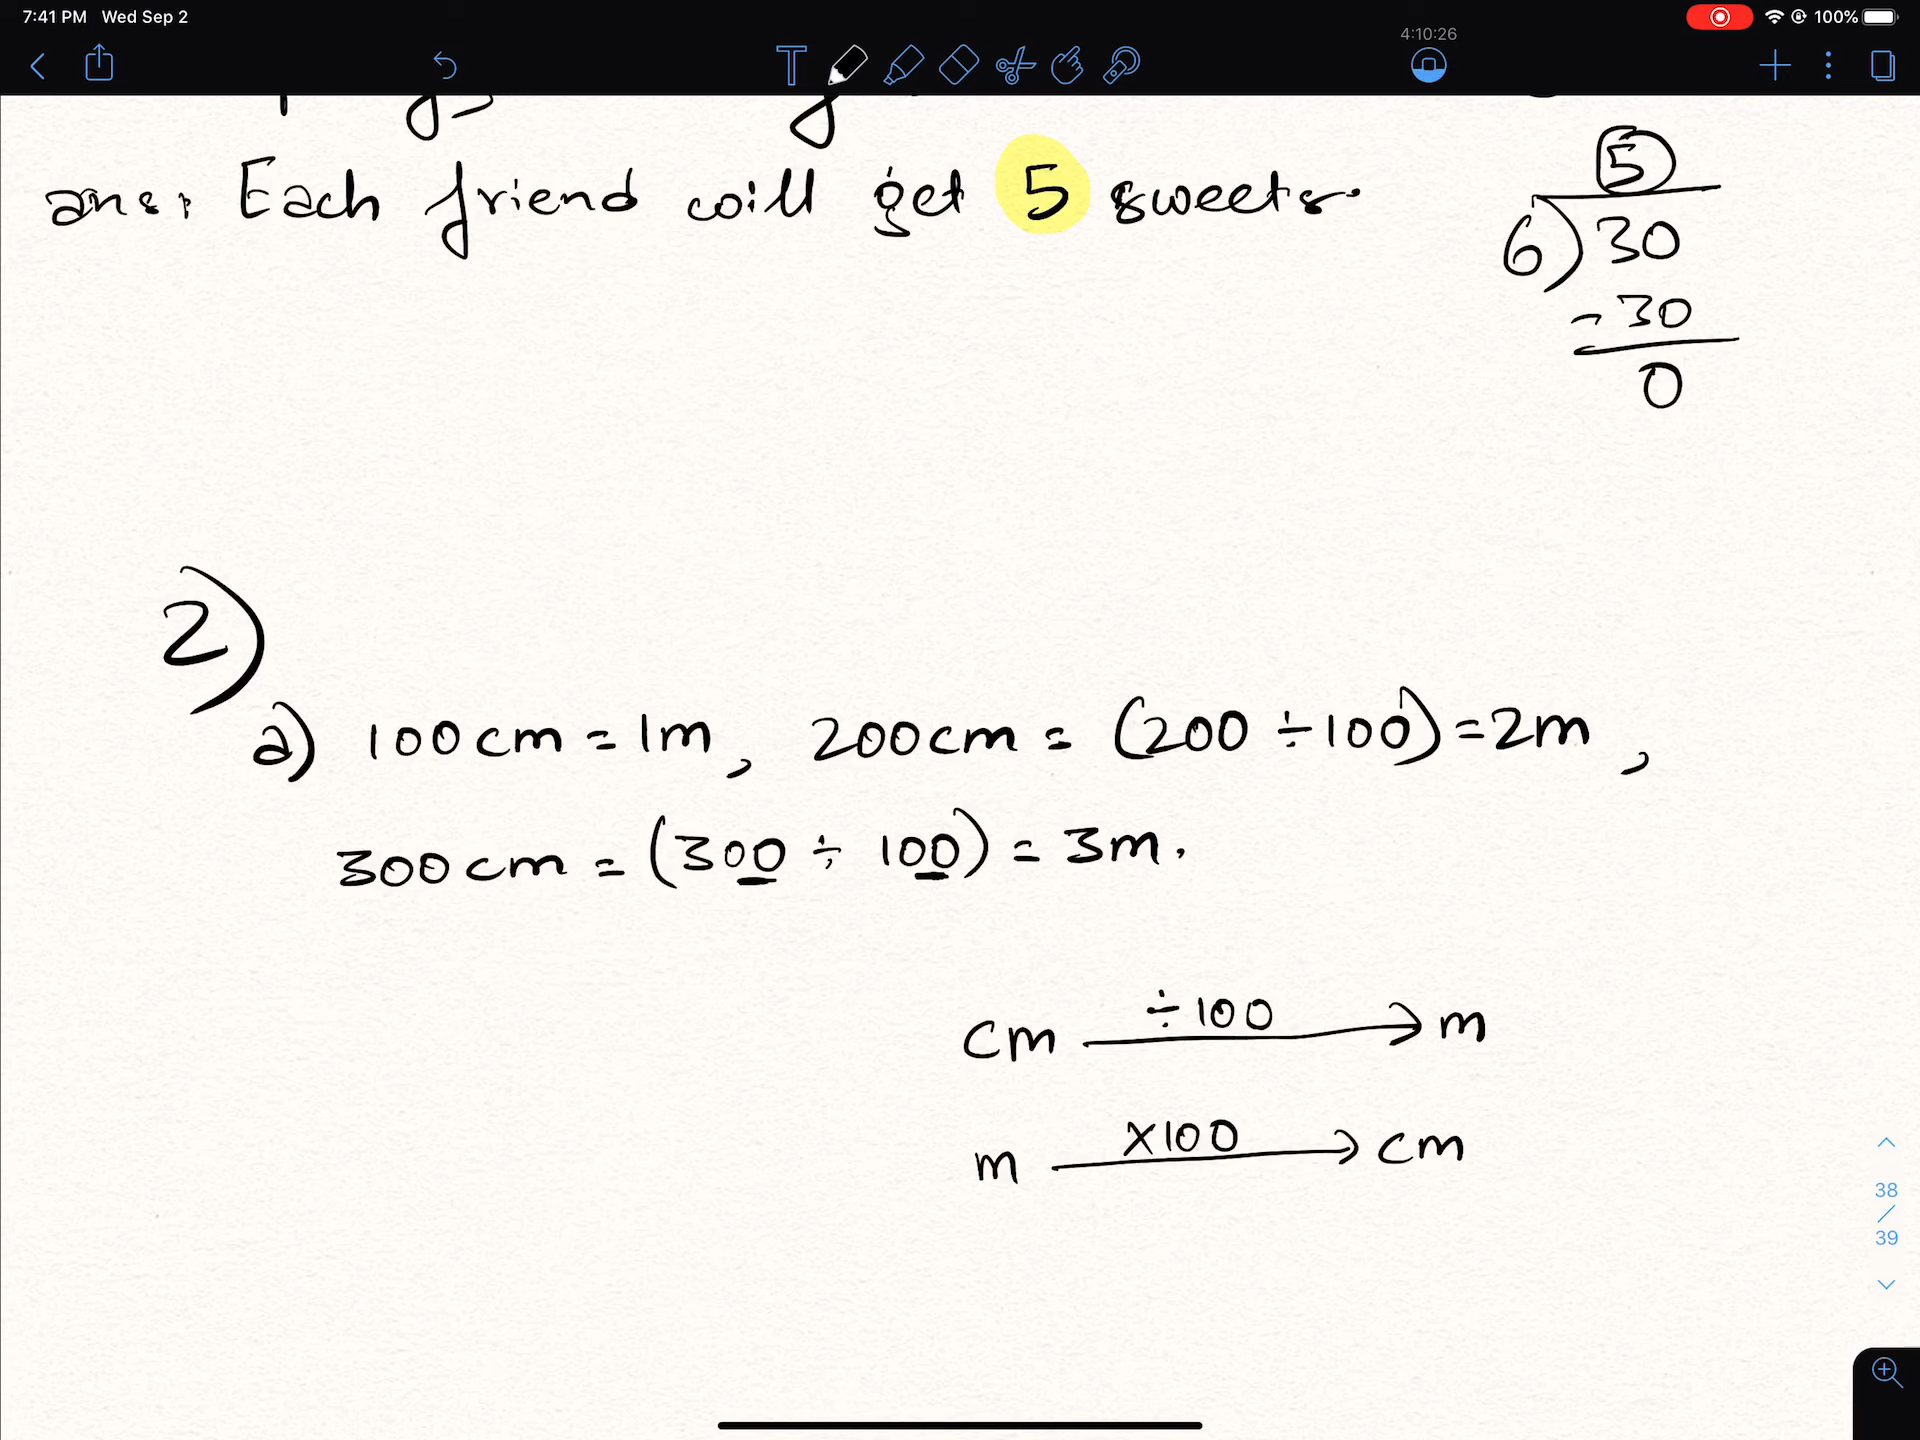 7:41 PM Wed Sep 2
100%
4:10:26
ans: Each friend will get 5 sweets.
5
6)30
-30
0
2)
a) 100cm = 1m, 200cm = (200 ÷ 100) = 2m,
300cm = (300 ÷ 100) = 3m.
cm ÷100 → m
m ×100 → cm
38
/
39